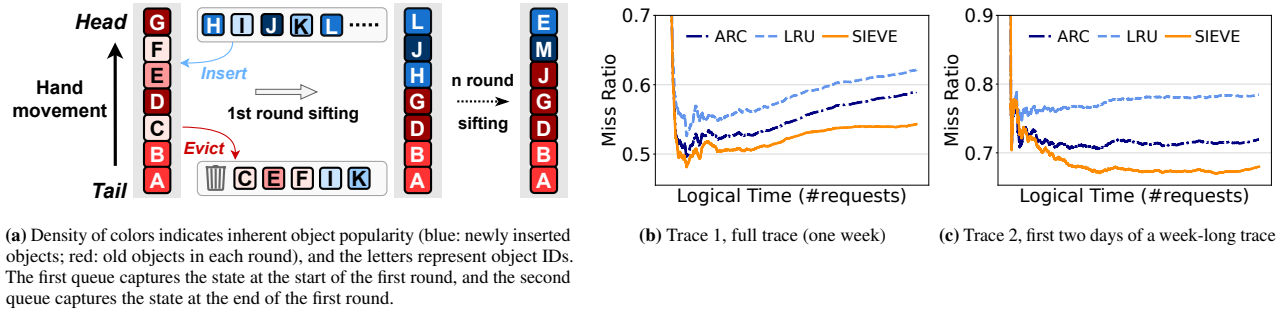 Head
Hand
movement
Tail
G
F
E
D
C
B
A
H I J K L .....
Insert
1st round sifting
Evict
C E F I K
L
J
H
G
D
B
A
n round
sifting
E
M
J
G
D
B
A
(a) Density of colors indicates inherent object popularity (blue: newly inserted
objects; red: old objects in each round), and the letters represent object IDs.
The first queue captures the state at the start of the first round, and the second
queue captures the state at the end of the first round.
Miss Ratio
0.7
0.6
0.5
ARC LRU SIEVE
Logical Time (#requests)
(b) Trace 1, full trace (one week)
Miss Ratio
0.9
0.8
0.7
ARC LRU SIEVE
Logical Time (#requests)
(c) Trace 2, first two days of a week-long trace